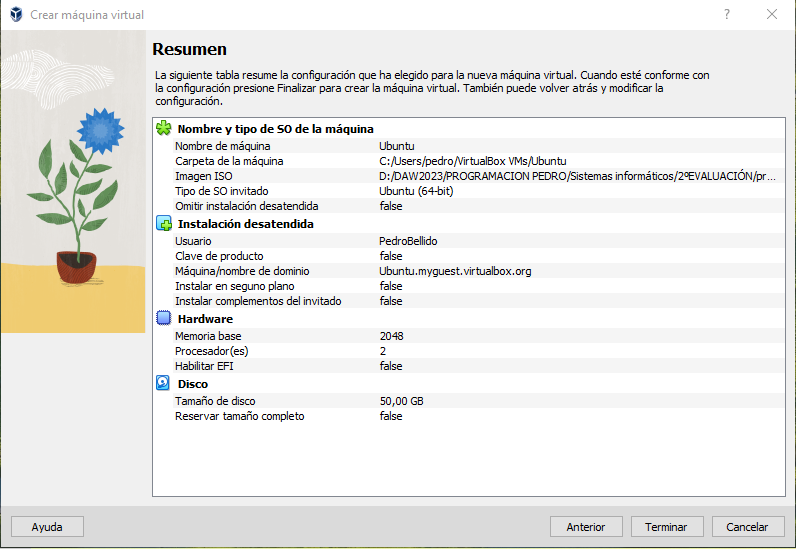 Crear máquina virtual
?
Resumen
La siguiente tabla resume la configuración que ha elegido para la nueva máquina virtual. Cuando esté conforme con
la configuración presione Finalizar para crear la máquina virtual. También puede volver atrás y modificar la
configuración.
Nombre y tipo de SO de la máquina
Nombre de máquina Ubuntu
Carpeta de la máquina C:/Users/pedro/VirtualBox VMs/Ubuntu
Imagen ISO D:/DAW2023/PROGRAMACION PEDRO/Sistemas informáticos/2ºEVALUACIÓN/pr...
Tipo de SO invitado Ubuntu (64-bit)
Omitir instalación desatendida false
Instalación desatendida
Usuario PedroBellido
Clave de producto false
Máquina/nombre de dominio Ubuntu.myguest.virtualbox.org
Instalar en seguno plano false
Instalar complementos del invitado false
Hardware
Memoria base 2048
Procesador(es) 2
Habilitar EFI false
Disco
Tamaño de disco 50,00 GB
Reservar tamaño completo false
Ayuda Anterior Terminar Cancelar